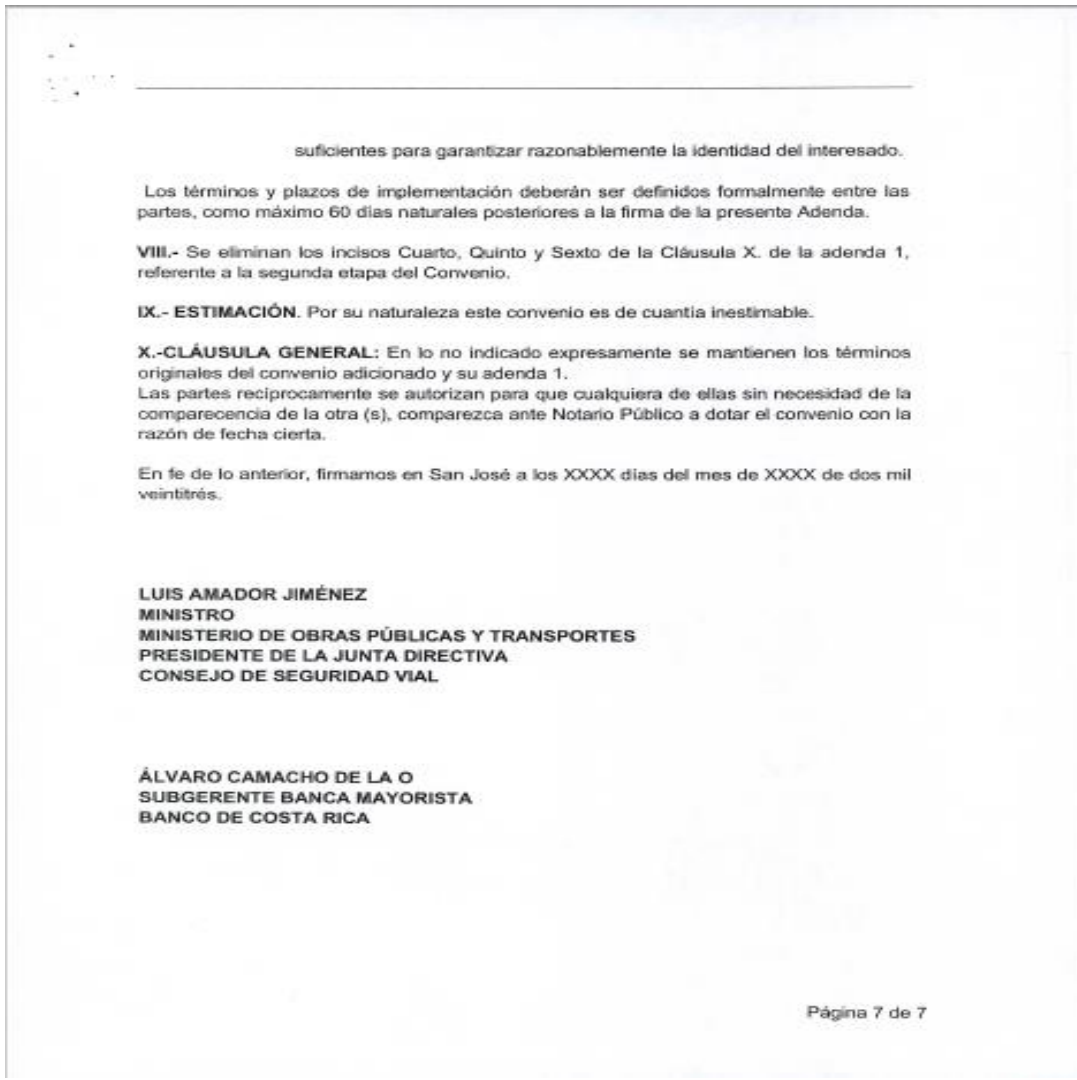 suficientes para garantizar razonablemente la identidad del interesado.
Los términos y plazos de implementación deberán ser definidos formalmente entre las
partes, como máximo 60 días naturales posteriores a la firma de la presente Adenda.
VIII.- Se eliminan los incisos Cuarto, Quinto y Sexto de la Cláusula X. de la adenda 1,
referente a la segunda etapa del Convenio.
IX.- ESTIMACIÓN. Por su naturaleza este convenio es de cuantía inestimable.
X.-CLÁUSULA GENERAL: En lo no indicado expresamente se mantienen los términos
originales del convenio adicionado y su adenda 1.
Las partes recíprocamente se autorizan para que cualquiera de ellas sin necesidad de la
comparecencia de la otra (s), comparezca ante Notario Público a dotar el convenio con la
razón de fecha cierta.
En fe de lo anterior, firmamos en San José a los XXXX días del mes de XXXX de dos mil
veintitrés.
LUIS AMADOR JIMÉNEZ
MINISTRO
MINISTERIO DE OBRAS PÚBLICAS Y TRANSPORTES
PRESIDENTE DE LA JUNTA DIRECTIVA
CONSEJO DE SEGURIDAD VIAL
ÁLVARO CAMACHO DE LA O
SUBGERENTE BANCA MAYORISTA
BANCO DE COSTA RICA
Página 7 de 7